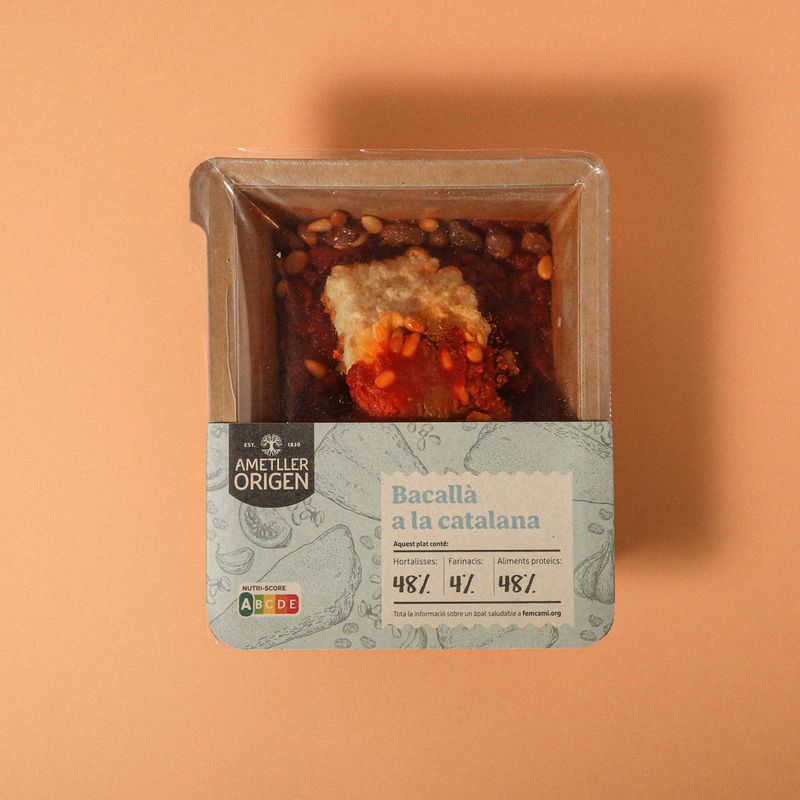 EST. 1830
AMETLLER
ORIGEN
Bacallà
a la catalana
Aquest plat conté:
Hortalisses: Farinacis: Aliments proteics:
48% 4% 48%
Tota la informació sobre un àpat saludable a femcami.org
NUTRI-SCORE
A B C D E